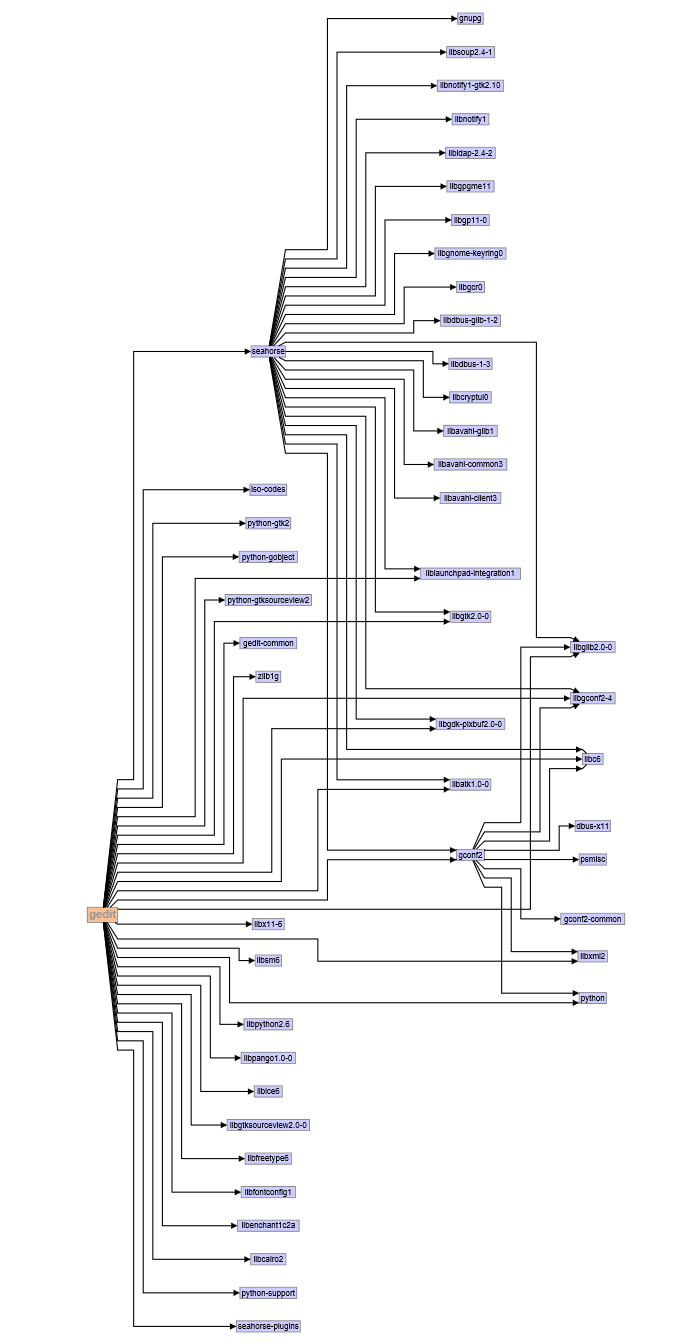 gnupg
libsoup2.4-1
libnotify1-gtk2.10
libnotify1
libldap-2.4-2
libgpgme11
libgp11-0
libgnome-keyring0
libgcr0
libdbus-glib-1-2
seahorse
libdbus-1-3
libcryptui0
libavahi-glib1
libavahi-common3
iso-codes
libavahi-client3
python-gtk2
python-gobject
liblaunchpad-integration1
python-gtksourceview2
libgtk2.0-0
gedit-common
libglib2.0-0
zlib1g
libgconf2-4
libgdk-pixbuf2.0-0
libc6
libatk1.0-0
dbus-x11
gconf2
psmisc
gedit
gconf2-common
libx11-6
libxml2
libsm6
python
libpython2.6
libpango1.0-0
libice6
libgtksourceview2.0-0
libfreetype6
libfontconfig1
libenchant1c2a
libcairo2
python-support
seahorse-plugins